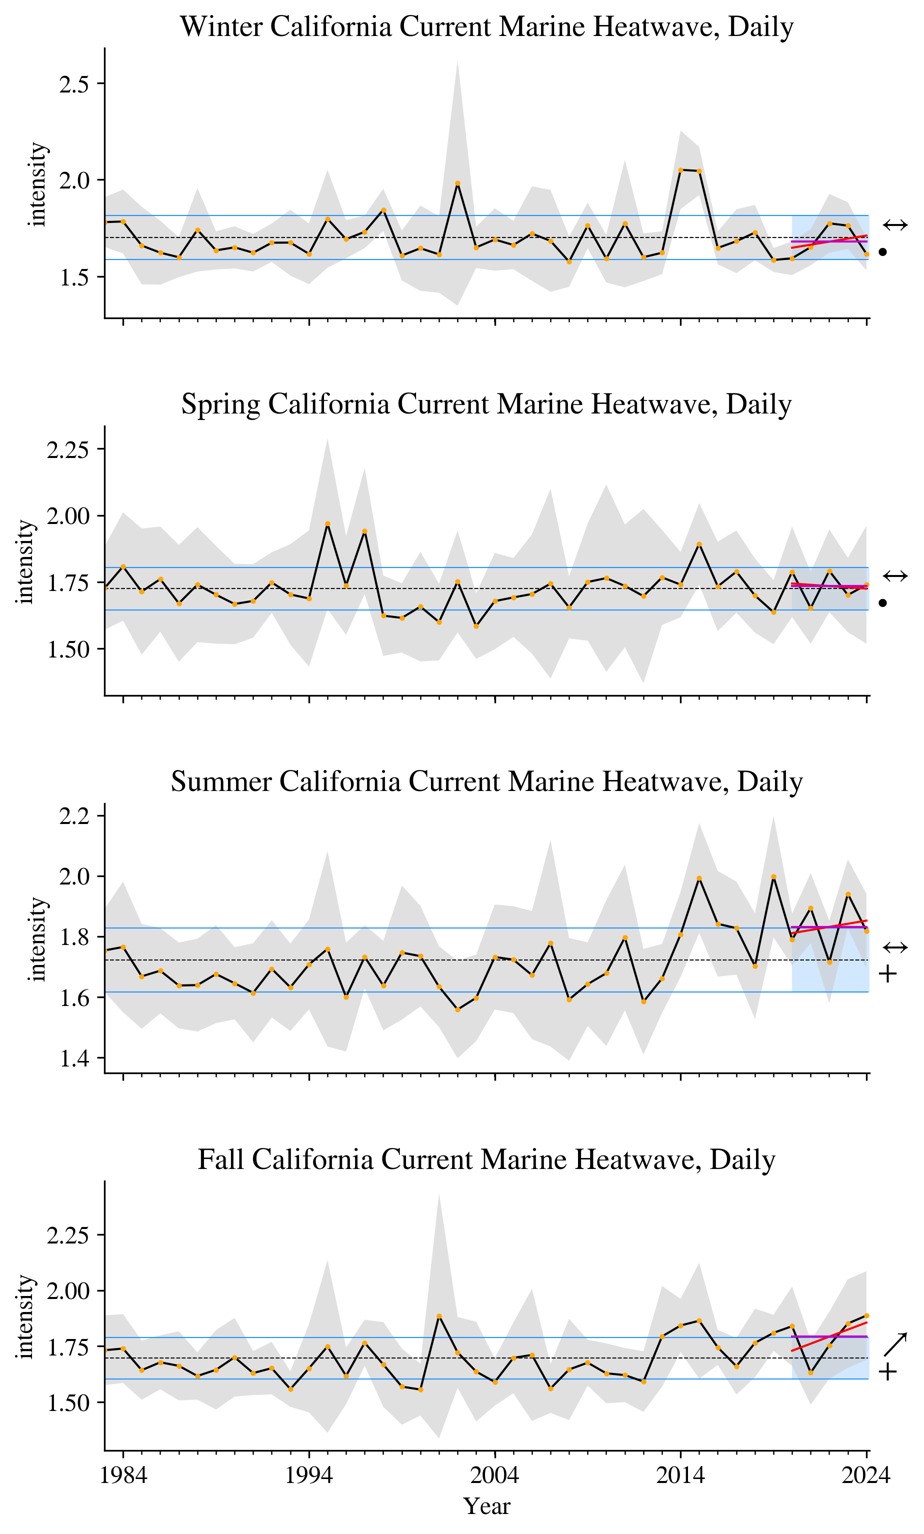 Winter California Current Marine Heatwave, Daily
2.5
2.0
1.5
intensity
↔
•
Spring California Current Marine Heatwave, Daily
2.25
2.00
1.75
1.50
intensity
↔
•
Summer California Current Marine Heatwave, Daily
2.2
2.0
1.8
1.6
1.4
intensity
↔
+
Fall California Current Marine Heatwave, Daily
2.25
2.00
1.75
1.50
intensity
↗
+
1984 1994 2004 2014 2024
Year